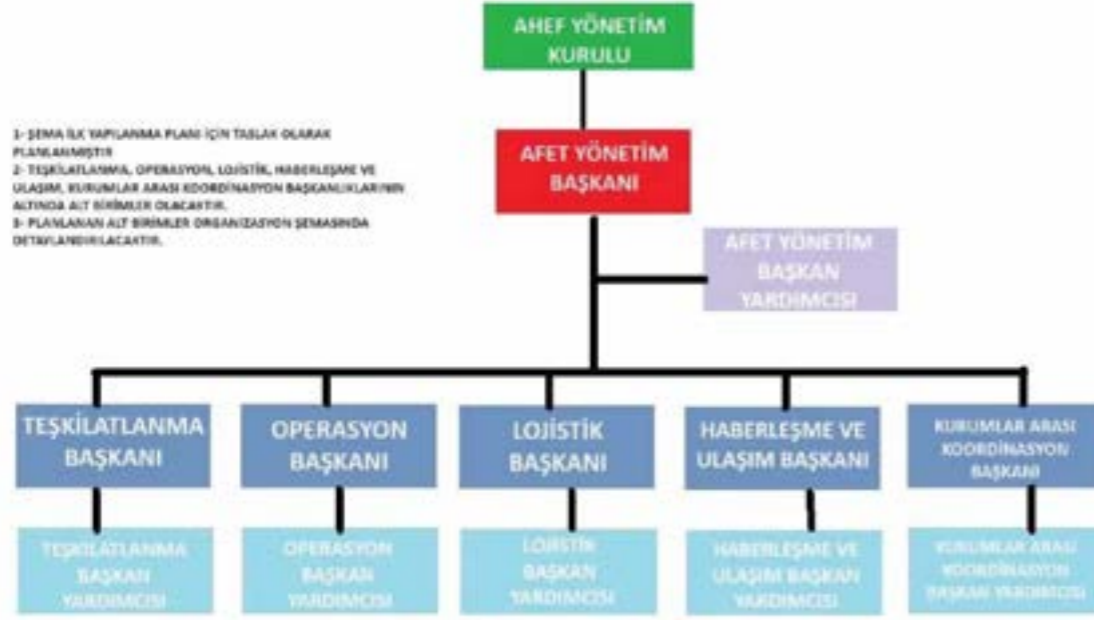 AHEF YÖNETİM
KURULU
1- ŞEMA İLK YAPILANMA PLANI İÇİN TASLAK OLARAK
PLANLANMIŞTIR
2- TEŞKİLATLANMA, OPERASYON, LOJİSTİK, HABERLEŞME VE
ULAŞIM, KURUMLAR ARASI KOORDİNASYON BAŞKANLIKLARININ
ALTINDA ALT BİRİMLER OLACAKTIR.
3- PLANLANAN ALT BİRİMLER ORGANİZASYON ŞEMASINDA
DETAYLANDIRILACAKTIR.
AFET YÖNETİM
BAŞKANI
AFET YÖNETİM
BAŞKAN
YARDIMCISI
TEŞKİLATLANMA
BAŞKANI
OPERASYON
BAŞKANI
LOJİSTİK
BAŞKANI
HABERLEŞME VE
ULAŞIM BAŞKANI
KURUMLAR ARASI
KOORDİNASYON
BAŞKANI
TEŞKİLATLANMA
BAŞKAN
YARDIMCISI
OPERASYON
BAŞKAN
YARDIMCISI
LOJİSTİK
BAŞKAN
YARDIMCISI
HABERLEŞME VE
ULAŞIM BAŞKAN
YARDIMCISI
KURUMLAR ARASI
KOORDİNASYON
BAŞKAN YARDIMCISI